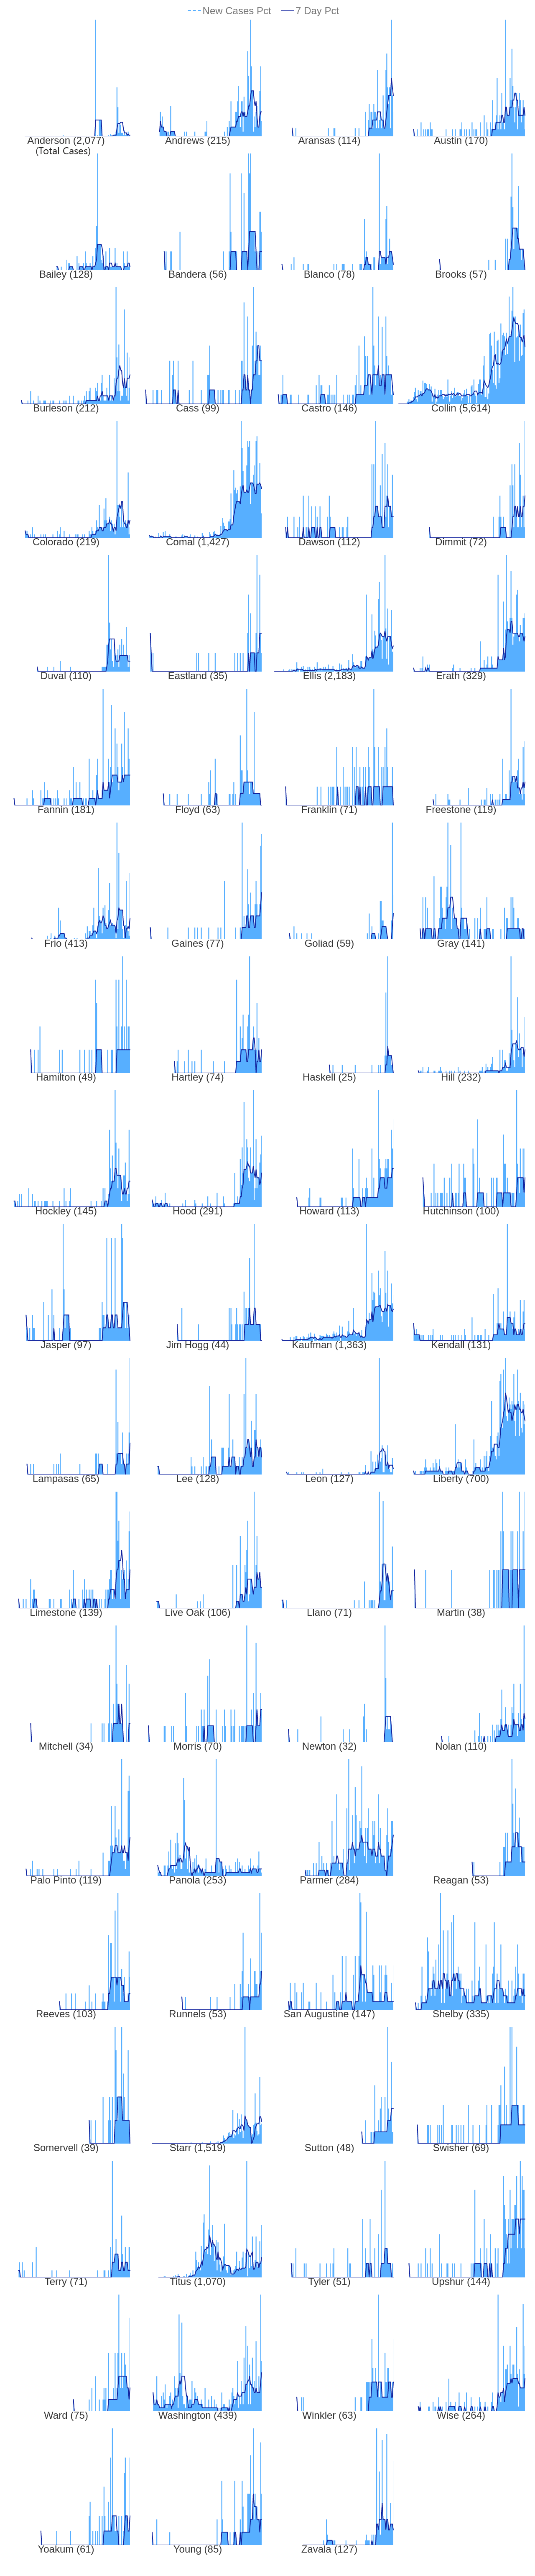 New Cases Pct 7 Day Pct
Anderson (2,077) Andrews (215) Aransas (114) Austin (170)
(Total Cases)
Bailey (128) Bandera (56) Blanco (78) Brooks (57)
Burleson (212) Cass (99) Castro (146) Collin (5,614)
Colorado (219) Comal (1,427) Dawson (112) Dimmit (72)
Duval (110) Eastland (35) Ellis (2,183) Erath (329)
Fannin (181) Floyd (63) Franklin (71) Freestone (119)
Frio (413) Gaines (77) Goliad (59) Gray (141)
Hamilton (49) Hartley (74) Haskell (25) Hill (232)
Hockley (145) Hood (291) Howard (113) Hutchinson (100)
Jasper (97) Jim Hogg (44) Kaufman (1,363) Kendall (131)
Lampasas (65) Lee (128) Leon (127) Liberty (700)
Limestone (139) Live Oak (106) Llano (71) Martin (38)
Mitchell (34) Morris (70) Newton (32) Nolan (110)
Palo Pinto (119) Panola (253) Parmer (284) Reagan (53)
Reeves (103) Runnels (53) San Augustine (147) Shelby (335)
Somervell (39) Starr (1,519) Sutton (48) Swisher (69)
Terry (71) Titus (1,070) Tyler (51) Upshur (144)
Ward (75) Washington (439) Winkler (63) Wise (264)
Yoakum (61) Young (85) Zavala (127)